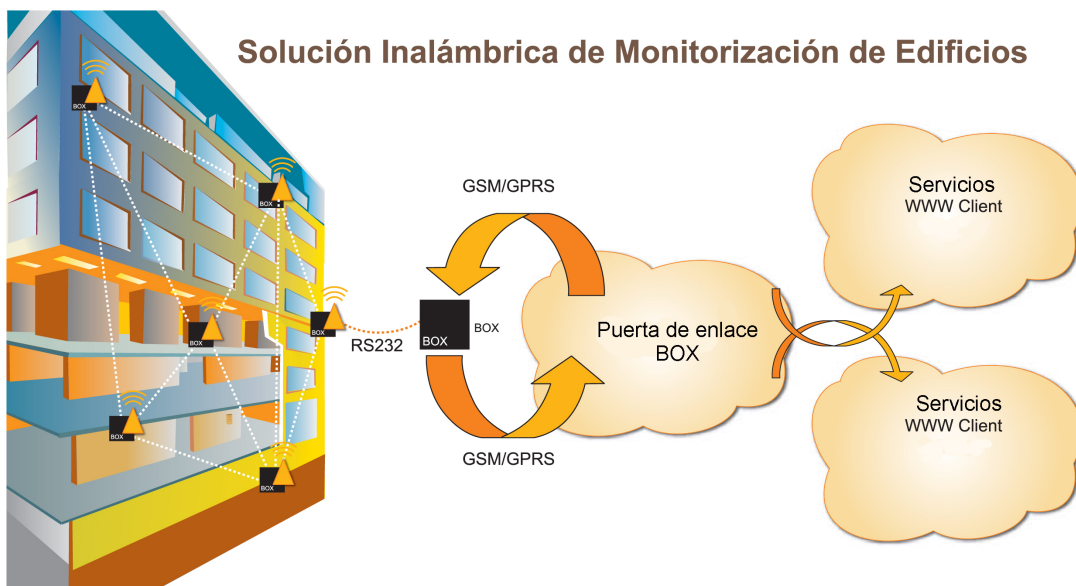 Solución Inalámbrica de Monitorización de Edificios
BOX
BOX
BOX
BOX
BOX
BOX
RS232
GSM/GPRS
BOX
BOX
GSM/GPRS
Puerta de enlace
BOX
Servicios
WWW Client
Servicios
WWW Client